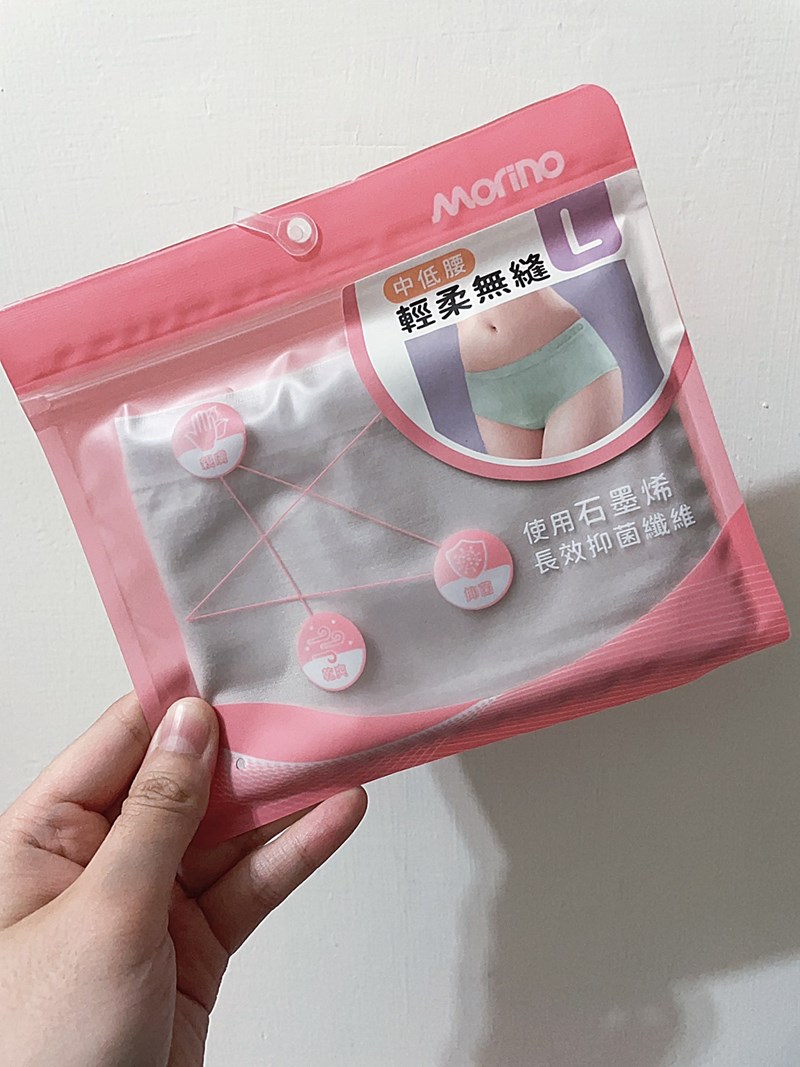 Morino
L
中低腰
輕柔無縫
使用石墨烯
長效抑菌纖維